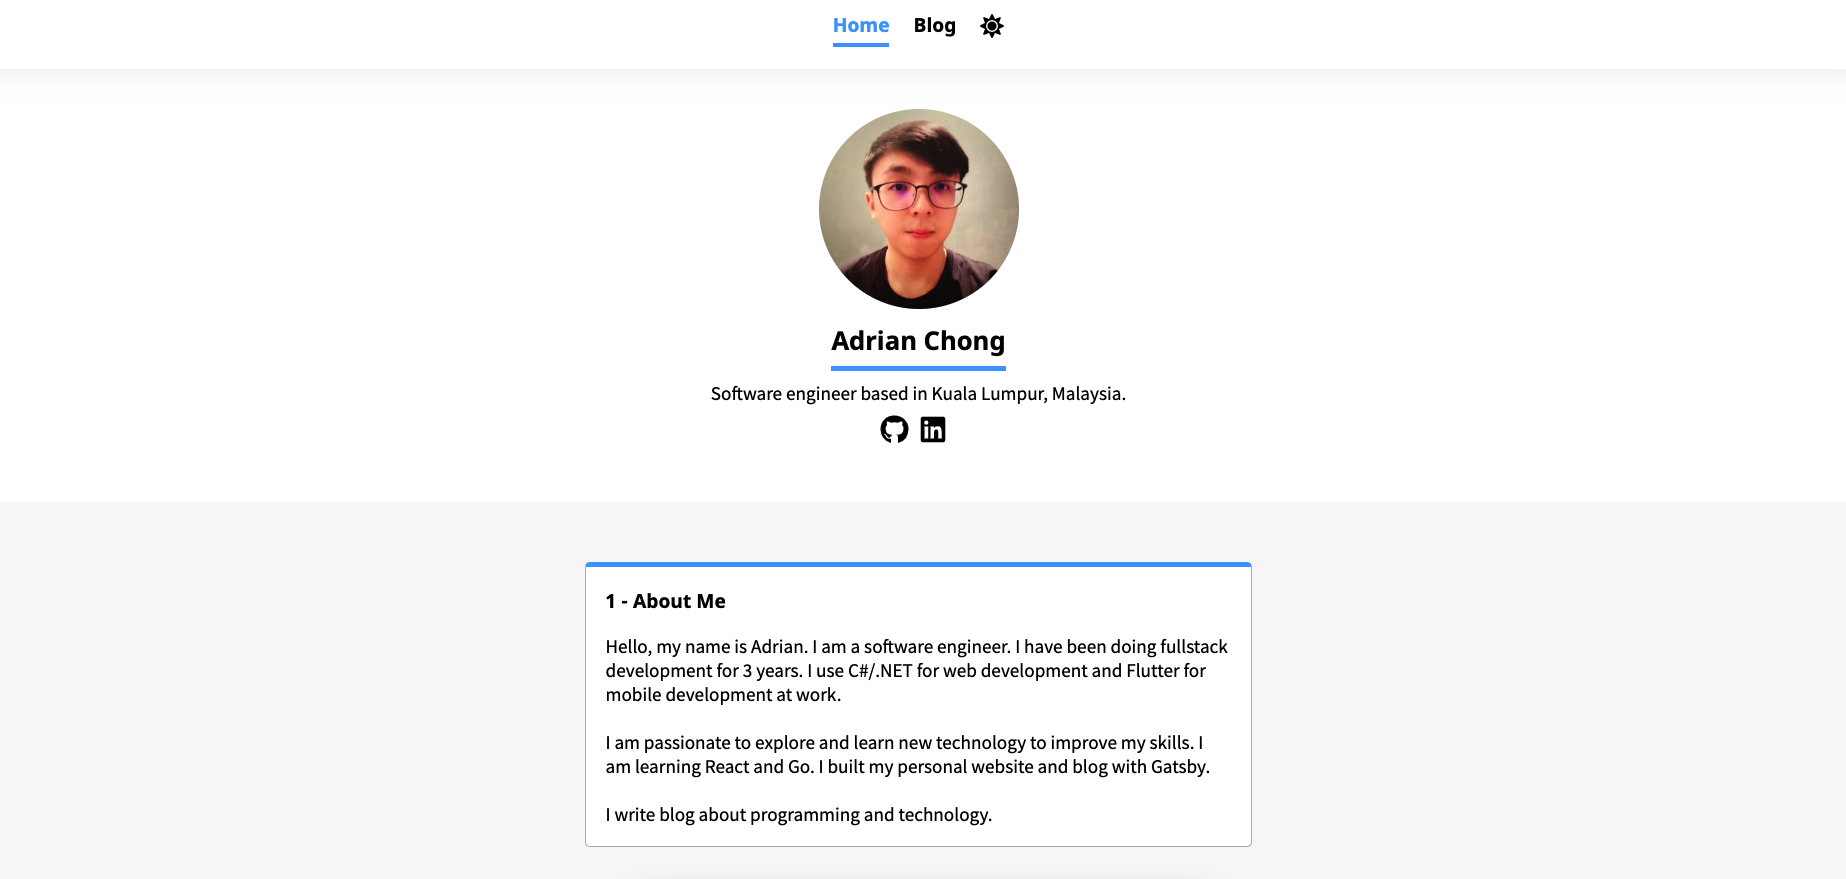 Home Blog
Adrian Chong
Software engineer based in Kuala Lumpur, Malaysia.
in
1 - About Me
Hello, my name is Adrian. I am a software engineer. I have been doing fullstack
development for 3 years. I use C#/.NET for web development and Flutter for
mobile development at work.
I am passionate to explore and learn new technology to improve my skills. I
am learning React and Go. I built my personal website and blog with Gatsby.
I write blog about programming and technology.